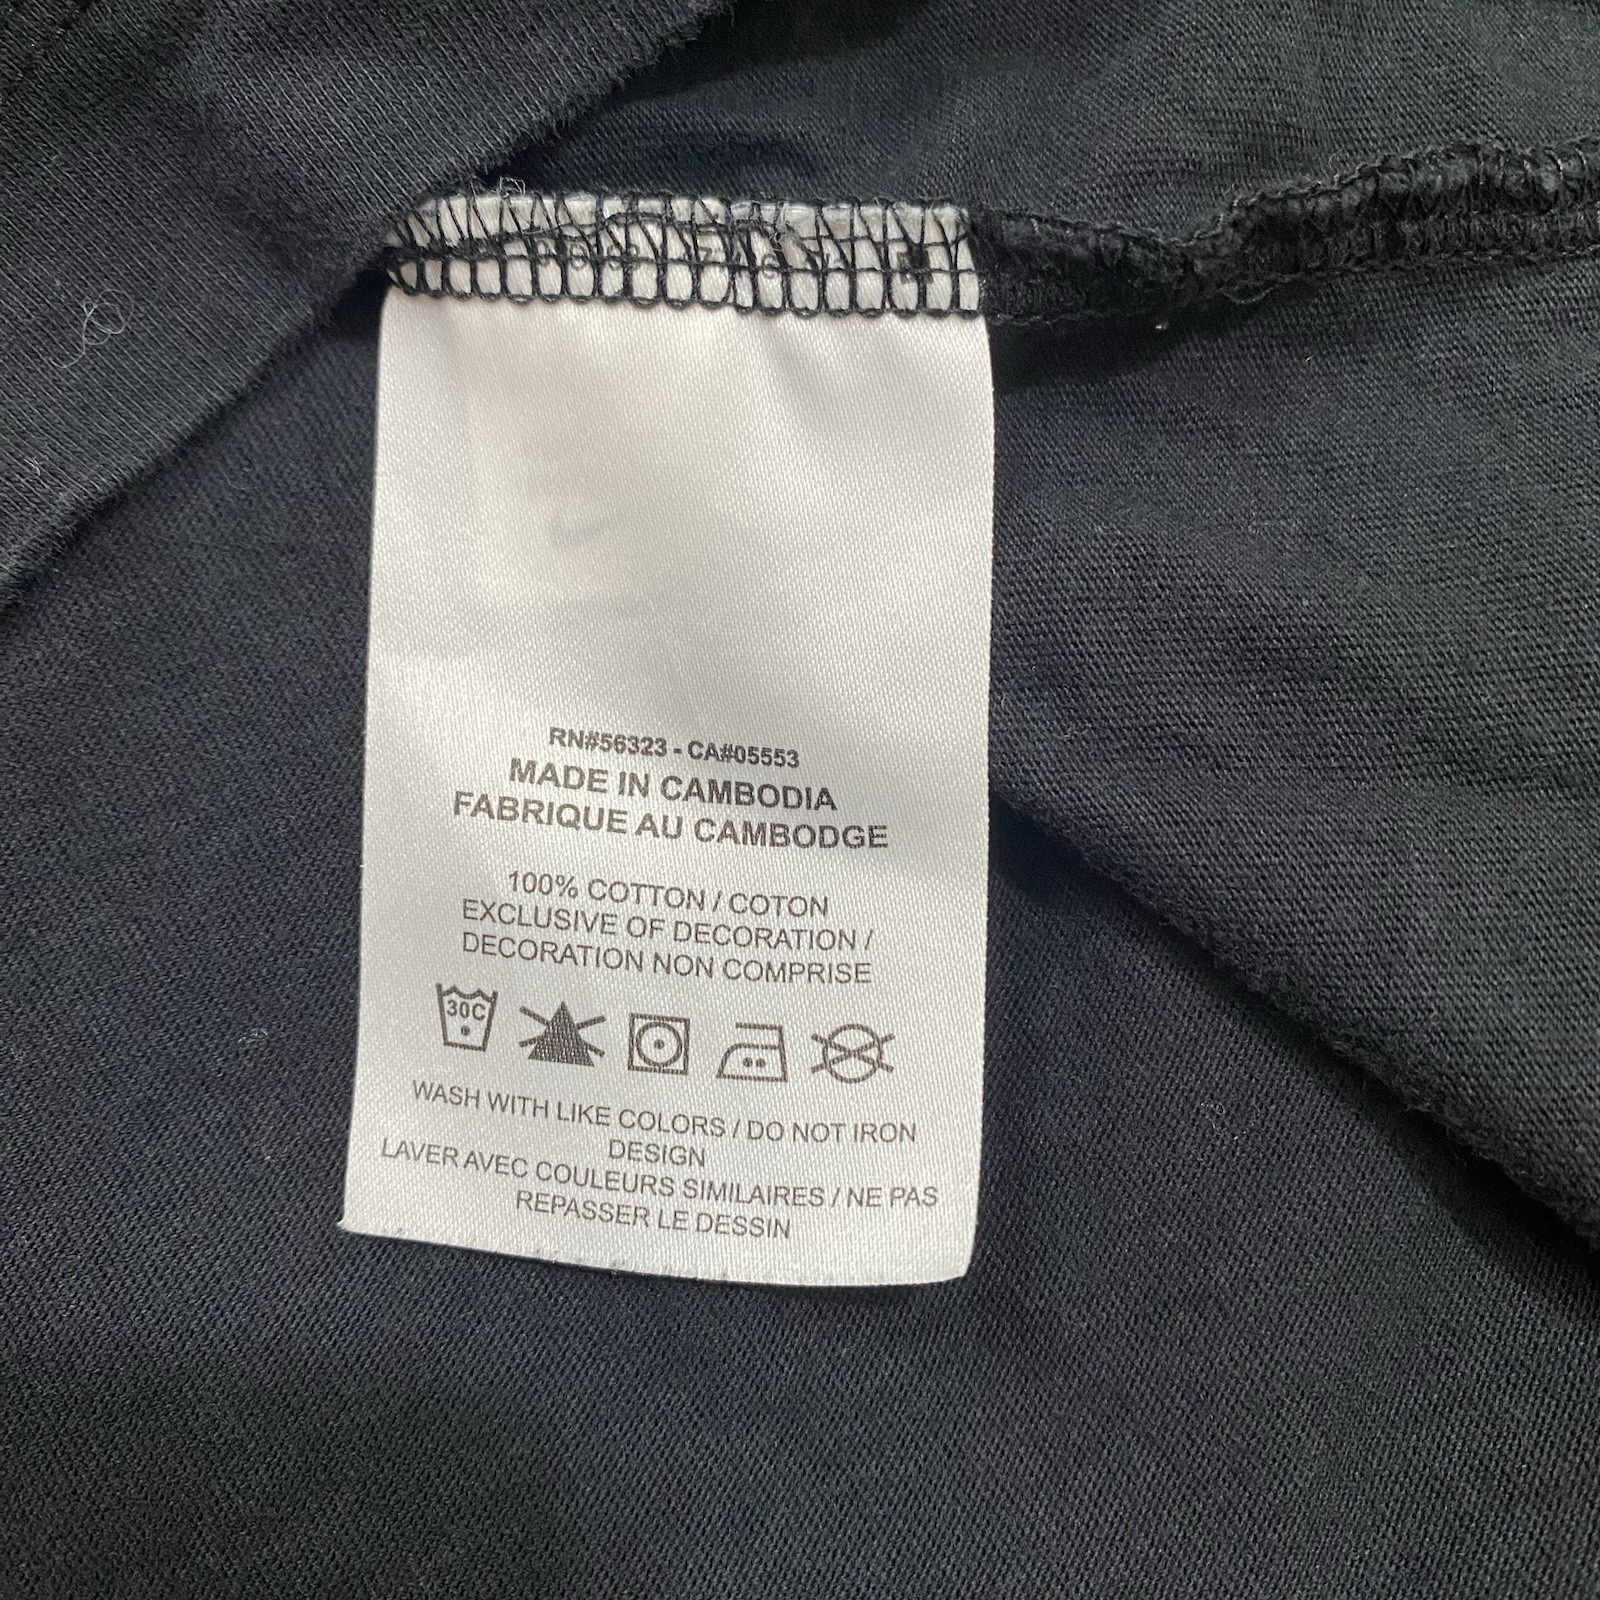 RN#56323 - CA#05553
MADE IN CAMBODIA
FABRIQUE AU CAMBODGE
100% COTTON / COTON
EXCLUSIVE OF DECORATION /
DECORATION NON COMPRISE
30C
WASH WITH LIKE COLORS / DO NOT IRON
DESIGN
LAVER AVEC COULEURS SIMILAIRES / NE PAS
REPASSER LE DESSIN